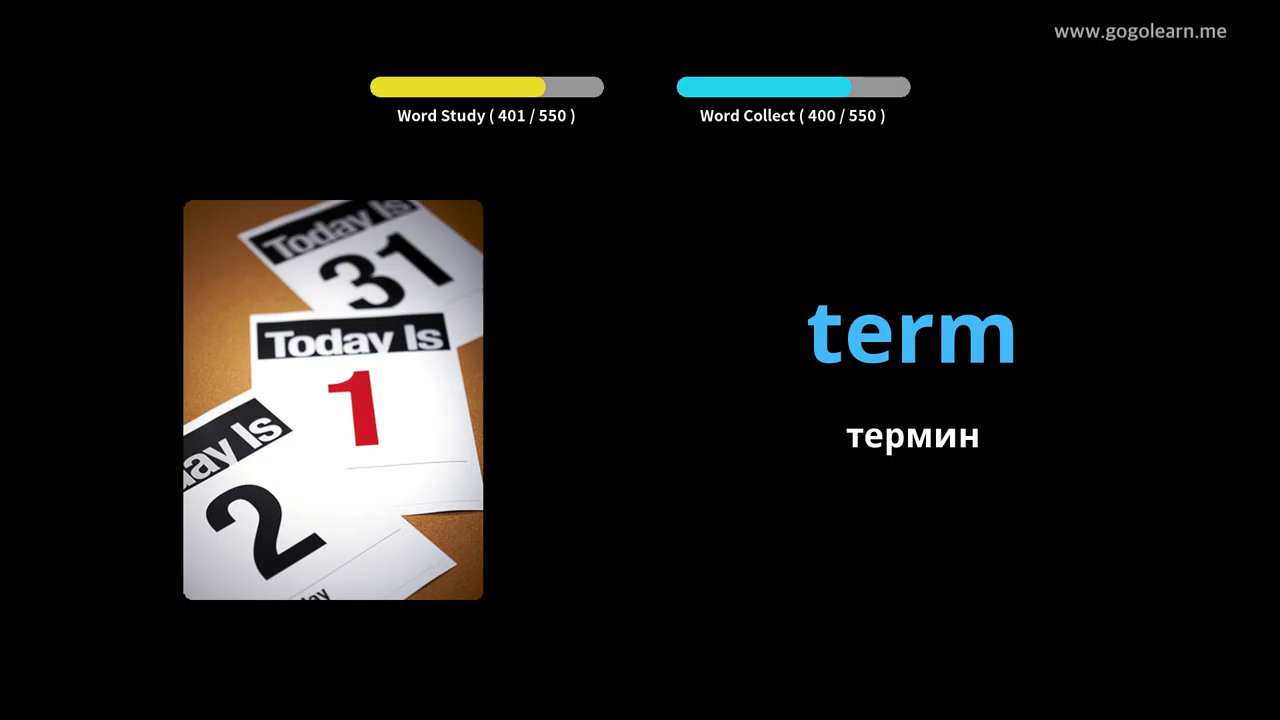 www.gogolearn.me
Word Study ( 401 / 550 )
Word Collect ( 400 / 550 )
Today Is
31
Today Is
1
ay Is
2
ay
term
термин